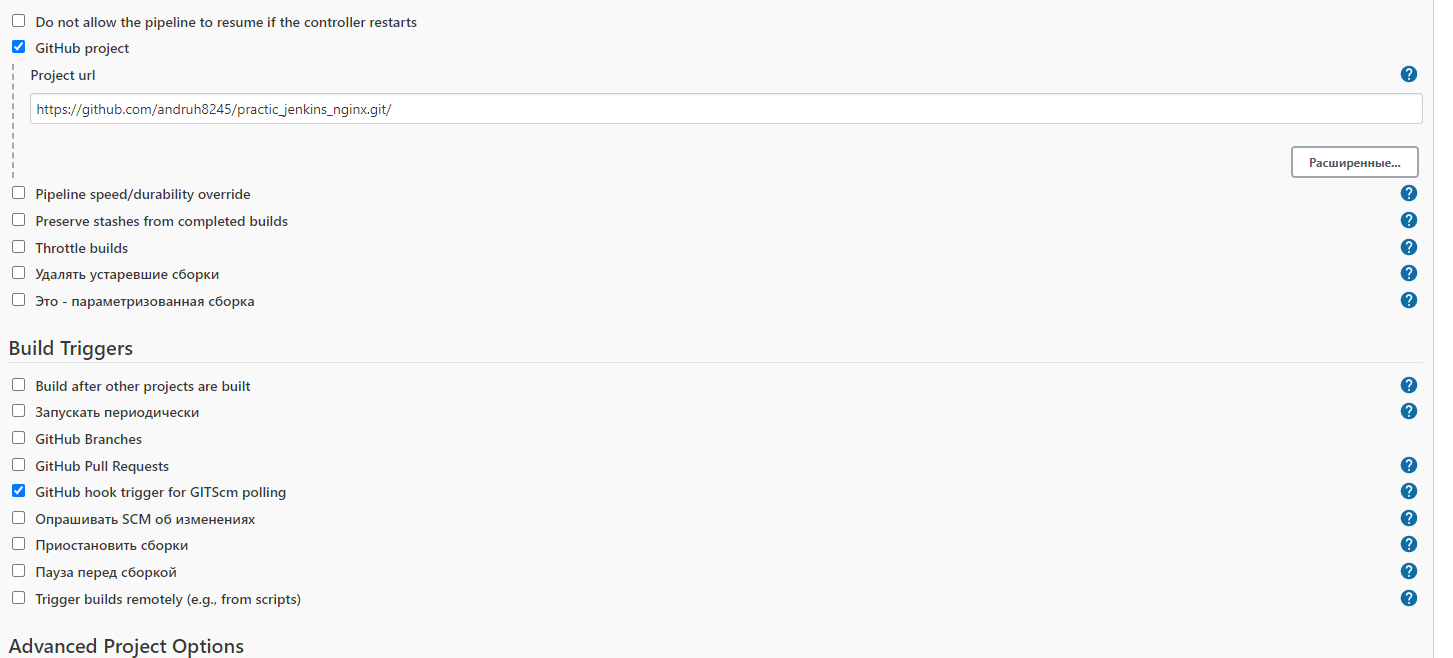 Do not allow the pipeline to resume if the controller restarts
GitHub project
Project url
https://github.com/andruh8245/practic_jenkins_nginx.git/
Расширенные...
Pipeline speed/durability override
Preserve stashes from completed builds
Throttle builds
Удалять устаревшие сборки
Это - параметризованная сборка
Build Triggers
Build after other projects are built
Запускать периодически
GitHub Branches
GitHub Pull Requests
GitHub hook trigger for GITScm polling
Опрашивать SCM об изменениях
Приостановить сборки
Пауза перед сборкой
Trigger builds remotely (e.g., from scripts)
Advanced Project Options